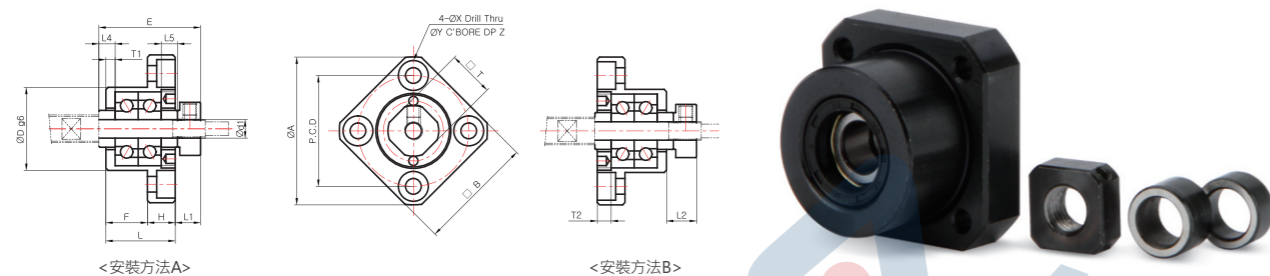 E
L4
L5
T1
ØD g6
Ød1
F
H
L1
L
<安裝方法A>
4-ØX Drill Thru
ØY C'BORE DP Z
□ T
ØA
P.C.D
□ B
T2
L2
<安裝方法B>